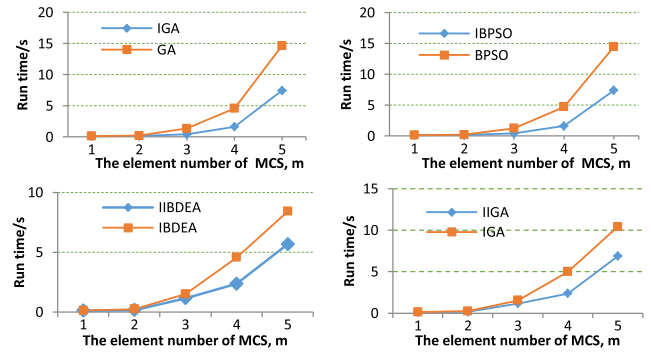 20
15
10
5
0
Run time/s
IGA
GA
1 2 3 4 5
The element number of MCS, m
20
15
10
5
0
Run time/s
IBPSO
BPSO
1 2 3 4 5
The element number of MCS, m
10
5
0
Run time/s
IIBDEA
IBDEA
1 2 3 4 5
The element number of MCS, m
15
10
5
0
Run time/s
IIGA
IGA
1 2 3 4 5
The element number of MCS, m